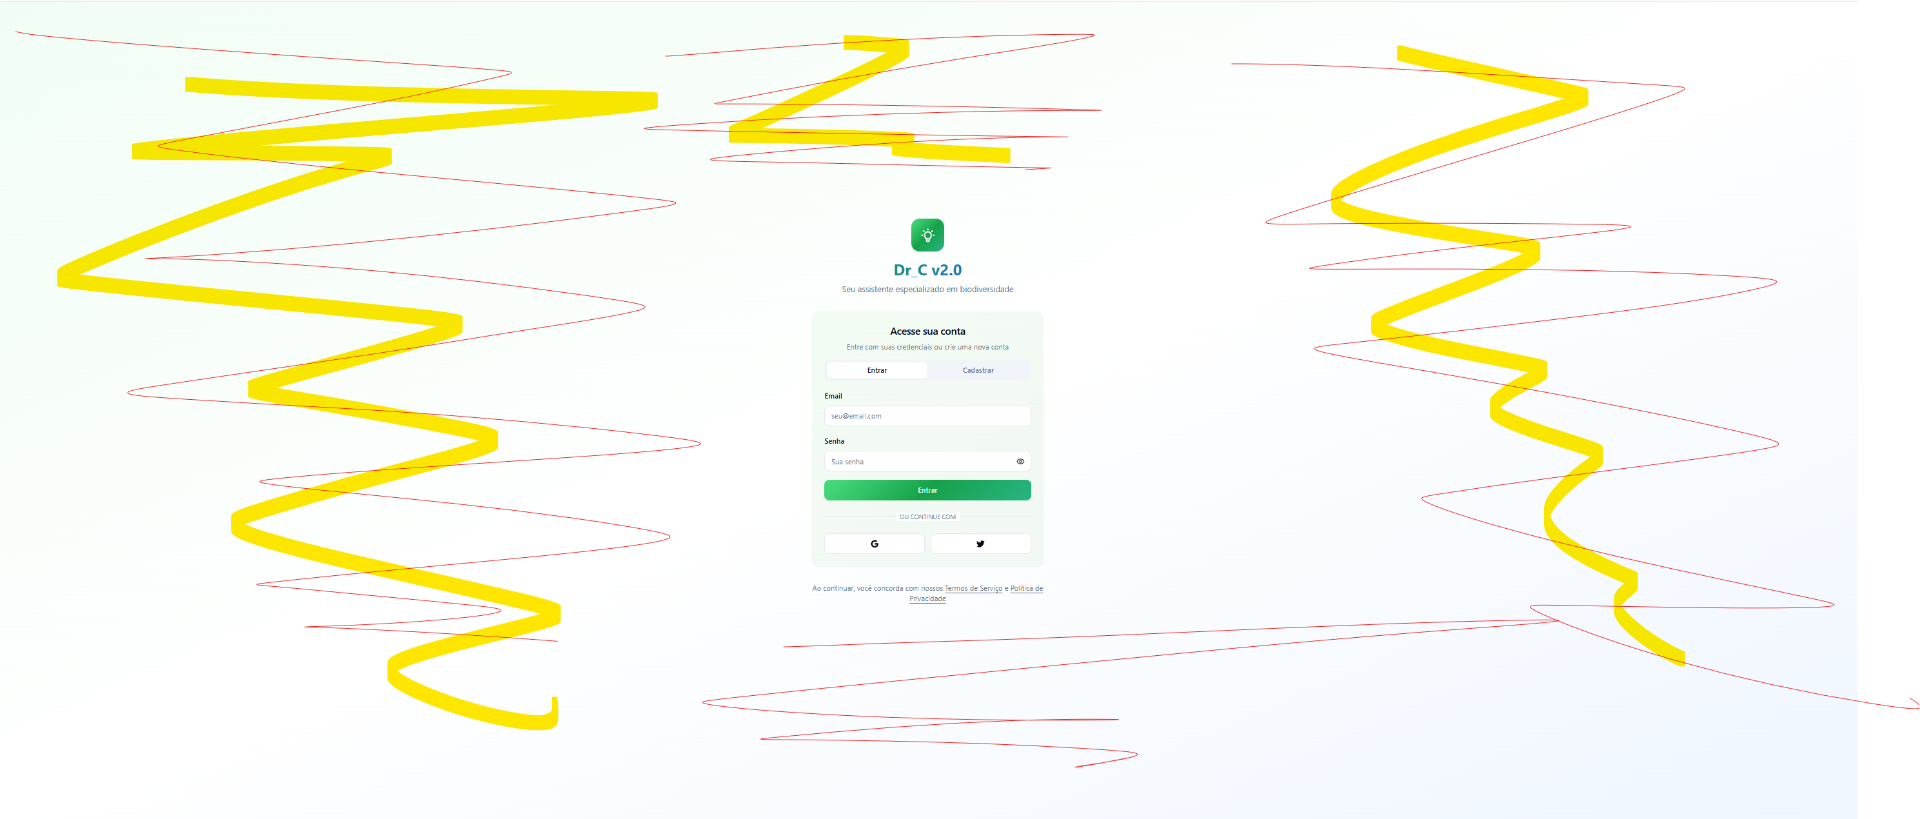 Dr_C v2.0
Seu assistente especializado em biodiversidade
Acesse sua conta
Entre com suas credenciais ou crie uma nova conta
Entrar
Cadastrar
Email
seu@email.com
Senha
Sua senha
Entrar
OU CONTINUE COM
G
Ao continuar, você concorda com nossos Termos de Serviço e Política de
Privacidade